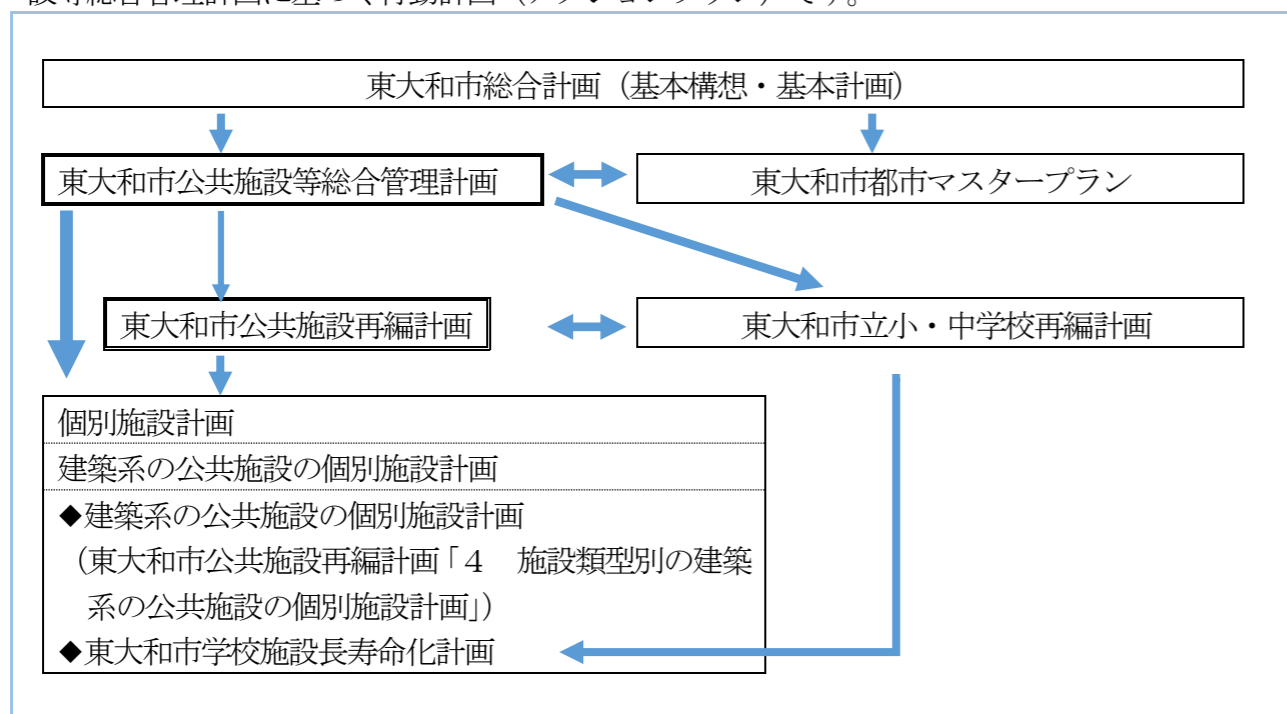 東大和市総合計画（基本構想・基本計画）
東大和市公共施設等総合管理計画
東大和市都市マスタープラン
東大和市公共施設再編計画
東大和市立小・中学校再編計画
個別施設計画
建築系の公共施設の個別施設計画
◆建築系の公共施設の個別施設計画
（東大和市公共施設再編計画「４　施設類型別の建築
系の公共施設の個別施設計画」）
◆東大和市学校施設長寿命化計画